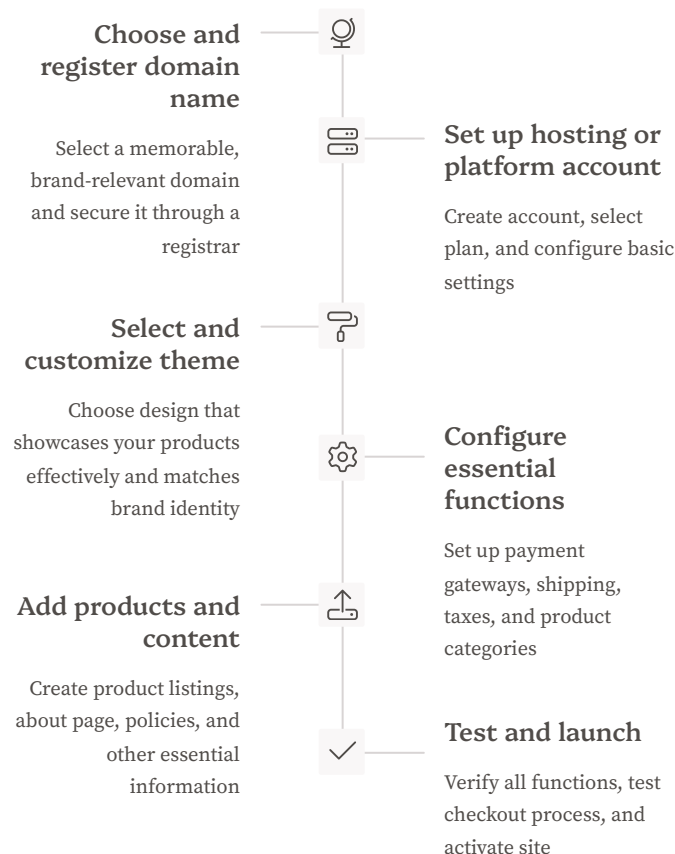 Choose and
register domain
name
Select a memorable,
brand-relevant domain
and secure it through a
registrar
Set up hosting or
platform account
Create account, select
plan, and configure basic
settings
Select and
customize theme
Choose design that
showcases your products
effectively and matches
brand identity
Configure
essential
functions
Set up payment
gateways, shipping,
taxes, and product
categories
Add products and
content
Create product listings,
about page, policies, and
other essential
information
Test and launch
Verify all functions, test
checkout process, and
activate site